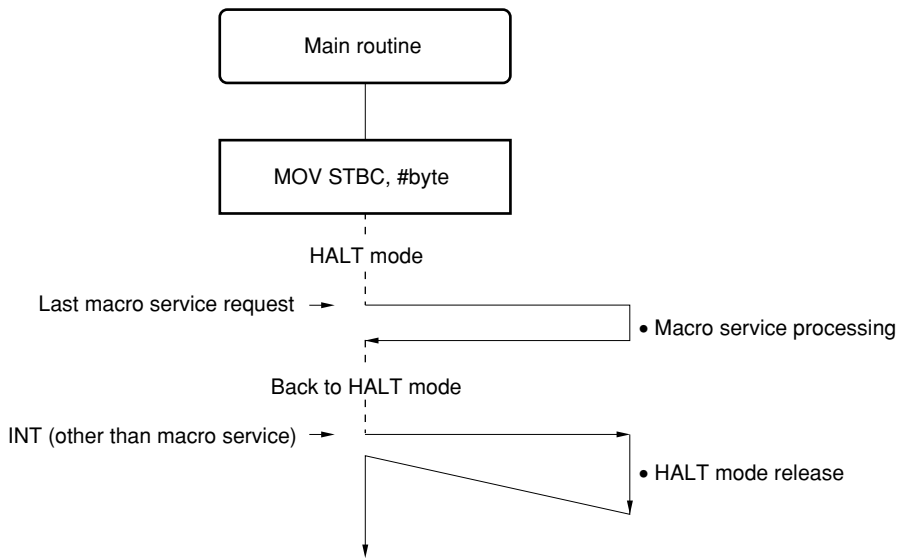 Main routine
MOV STBC, #byte
HALT mode
Last macro service request
• Macro service processing
Back to HALT mode
INT (other than macro service)
• HALT mode release